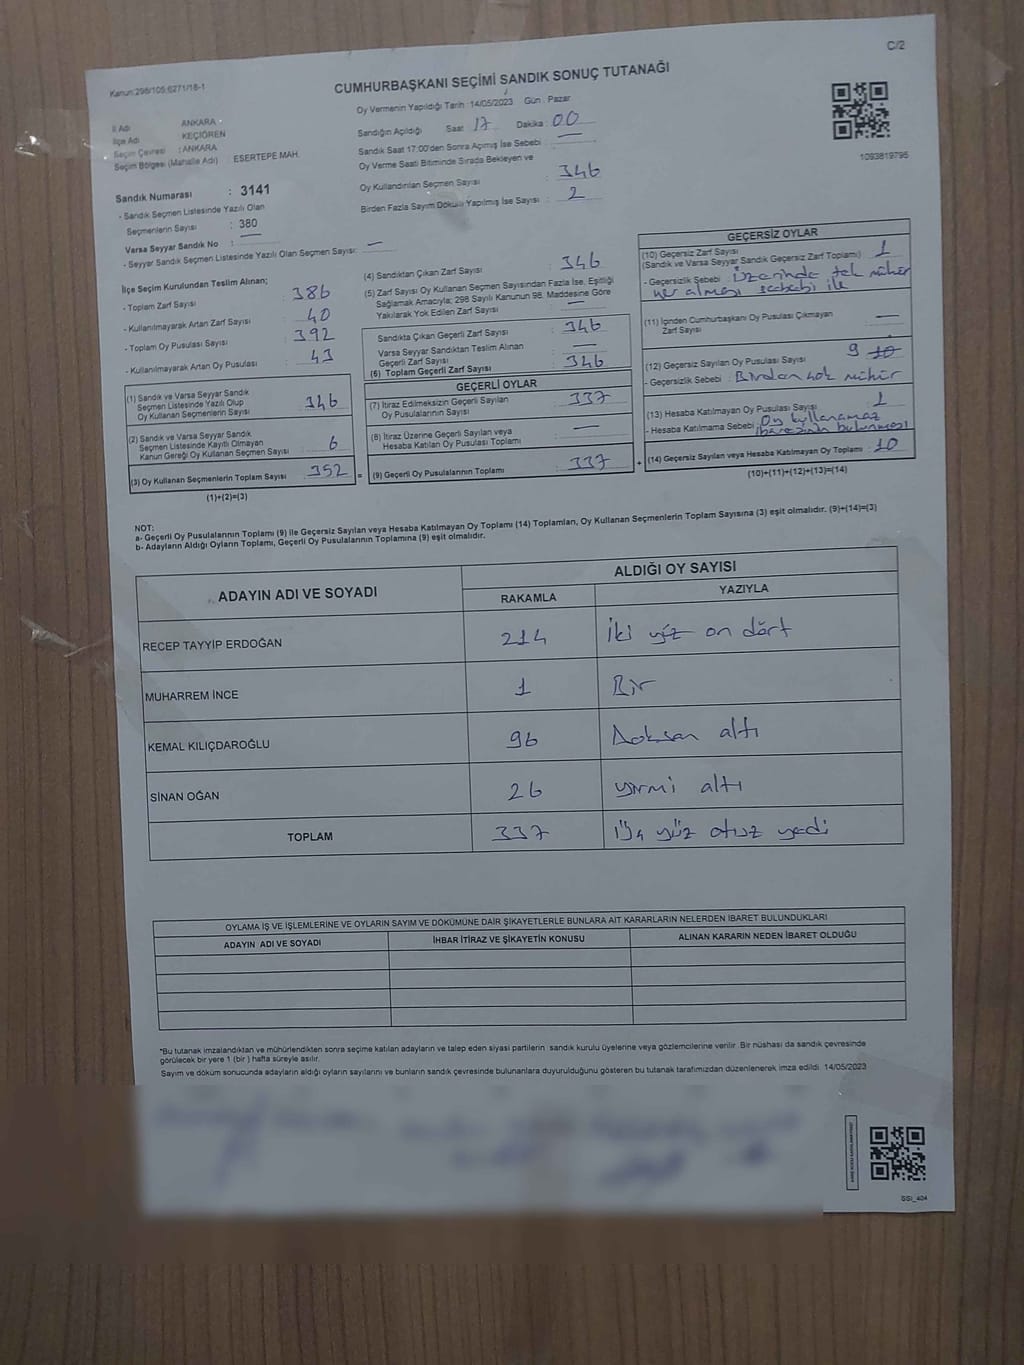 C/2
Kanun:298/105;6271/18-1
CUMHURBAŞKANI SEÇİMİ SANDIK SONUÇ TUTANAĞI
Oy Vermenin Yapıldığı Tarih :14/05/2023 Gün : Pazar
İl Adı : ANKARA
İlçe Adı : KEÇİÖREN
Seçim Çevresi : ANKARA
Seçim Bölgesi (Mahalle Adı) : ESERTEPE MAH.
Sandığın Açıldığı Saat 17 Dakika 00
Sandık Saat 17:00'den Sonra Açımış İse Sebebi : —
Oy Verme Saati Bitiminde Sırada Bekleyen ve
Oy Kullandırılan Seçmen Sayısı : 346
Birden Fazla Sayım Dökülü Yapılmış İse Sayısı : 2
1093819795
Sandık Numarası : 3141
- Sandık Seçmen Listesinde Yazılı Olan
Seçmenlerin Sayısı : 380
Varsa Seyyar Sandık No : —
- Seyyar Sandık Seçmen Listesinde Yazılı Olan Seçmen Sayısı: —
İlçe Seçim Kurulundan Teslim Alınan;
- Toplam Zarf Sayısı : 386
- Kullanılmayarak Artan Zarf Sayısı : 40
- Toplam Oy Pusulası Sayısı : 392
- Kullanılmayarak Artan Oy Pusulası : 43
(1) Sandık ve Varsa Seyyar Sandık
Seçmen Listesinde Yazılı Olup
Oy Kullanan Seçmenlerin Sayısı : 346
(2) Sandık ve Varsa Seyyar Sandık
Seçmen Listesinde Kayıtlı Olmayan
Kanun Gereği Oy Kullanan Seçmen Sayısı : 6
(3) Oy Kullanan Seçmenlerin Toplam Sayısı : 352
(1)+(2)=(3)
(4) Sandıktan Çıkan Zarf Sayısı : 346
(5) Zarf Sayısı Oy Kullanan Seçmen Sayısından Fazla İse, Eşitliği
Sağlamak Amacıyla; 298 Sayılı Kanunun 98. Maddesine Göre
Yakılarak Yok Edilen Zarf Sayısı : —
Sandıkta Çıkan Geçerli Zarf Sayısı : 346
Varsa Seyyar Sandıktan Teslim Alınan
Geçerli Zarf Sayısı : —
(6) Toplam Geçerli Zarf Sayısı : 346
GEÇERLİ OYLAR
(7) İtiraz Edilmeksizin Geçerli Sayılan
Oy Pusulalarının Sayısı : 337
(8) İtiraz Üzerine Geçerli Sayılan veya
Hesaba Katılan Oy Pusulası Toplamı : —
= (9) Geçerli Oy Pusulalarının Toplamı : 337
GEÇERSİZ OYLAR
(10) Geçersiz Zarf Sayısı
(Sandık ve Varsa Seyyar Sandık Geçersiz Zarf Toplamı) : 1
- Geçersizlik Sebebi : Üzerinde tek mühür
yer alması sebebi ile
(11) İçinden Cumhurbaşkanı Oy Pusulası Çıkmayan
Zarf Sayısı : —
(12) Geçersiz Sayılan Oy Pusulası Sayısı : 9 10
- Geçersizlik Sebebi : Birden çok mühür
(13) Hesaba Katılmayan Oy Pusulası Sayısı : 1
- Hesaba Katılmama Sebebi : Oy kullanamaz
ibaresinin bulunması
+ (14) Geçersiz Sayılan veya Hesaba Katılmayan Oy Toplamı : 10
(10)+(11)+(12)+(13)=(14)
NOT:
a- Geçerli Oy Pusulalarının Toplamı (9) ile Geçersiz Sayılan veya Hesaba Katılmayan Oy Toplamı (14) Toplamları, Oy Kullanan Seçmenlerin Toplam Sayısına (3) eşit olmalıdır. (9)+(14)=(3)
b- Adayların Aldığı Oyların Toplamı, Geçerli Oy Pusulalarının Toplamına (9) eşit olmalıdır.
ADAYIN ADI VE SOYADI ALDIĞI OY SAYISI
RAKAMLA YAZIYLA
RECEP TAYYİP ERDOĞAN 214 İki yüz on dört
MUHARREM İNCE 1 Bir
KEMAL KILIÇDAROĞLU 96 Doksan altı
SİNAN OĞAN 26 yirmi altı
TOPLAM 337 Üç yüz otuz yedi
OYLAMA İŞ VE İŞLEMLERİNE VE OYLARIN SAYIM VE DÖKÜMÜNE DAİR ŞİKAYETLERLE BUNLARA AİT KARARLARIN NELERDEN İBARET BULUNDUKLARI
ADAYIN ADI VE SOYADI İHBAR İTİRAZ VE ŞİKAYETİN KONUSU ALINAN KARARIN NEDEN İBARET OLDUĞU
*Bu tutanak imzalandıktan ve mühürlendikten sonra seçime katılan adayların ve talep eden siyasi partilerin sandık kurulu üyelerine veya gözlemcilerine verilir .Bir nüshası da sandık çevresinde
görülecek bir yere 1 (bir ) hafta süreyle asılır.
Sayım ve döküm sonucunda adayların aldığı oyların sayılarını ve bunların sandık çevresinde bulunanlara duyurulduğunu gösteren bu tutanak tarafımızdan düzenlenerek imza edildi. 14/05/2023
SSI_404